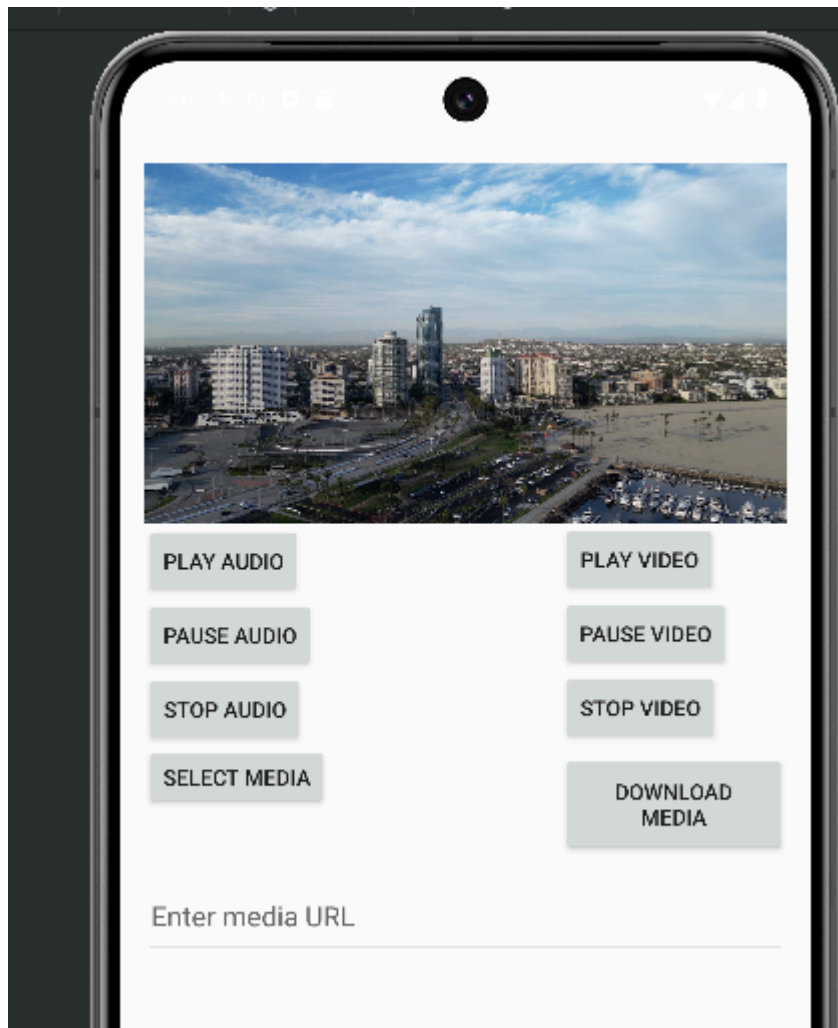 PLAY AUDIO
PLAY VIDEO
PAUSE AUDIO
PAUSE VIDEO
STOP AUDIO
STOP VIDEO
SELECT MEDIA
DOWNLOAD
MEDIA
Enter media URL